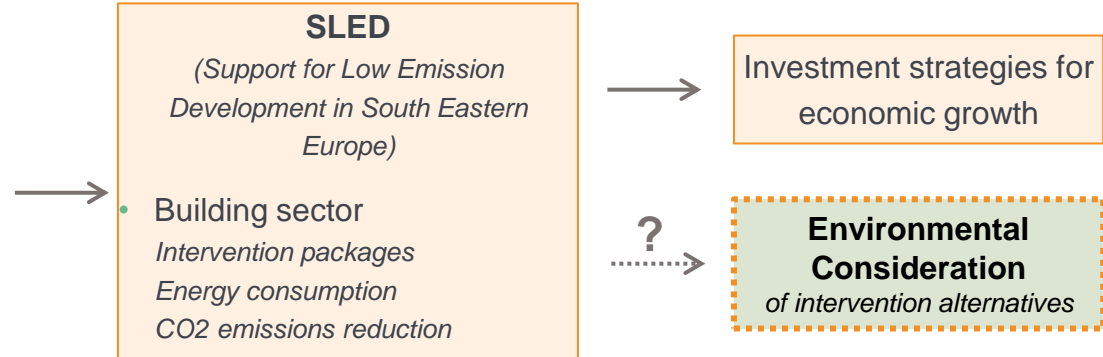 SLED
(Support for Low Emission
Development in South Eastern
Europe)
• Building sector
Intervention packages
Energy consumption
CO2 emissions reduction
Investment strategies for
economic growth
?
Environmental
Consideration
of intervention alternatives